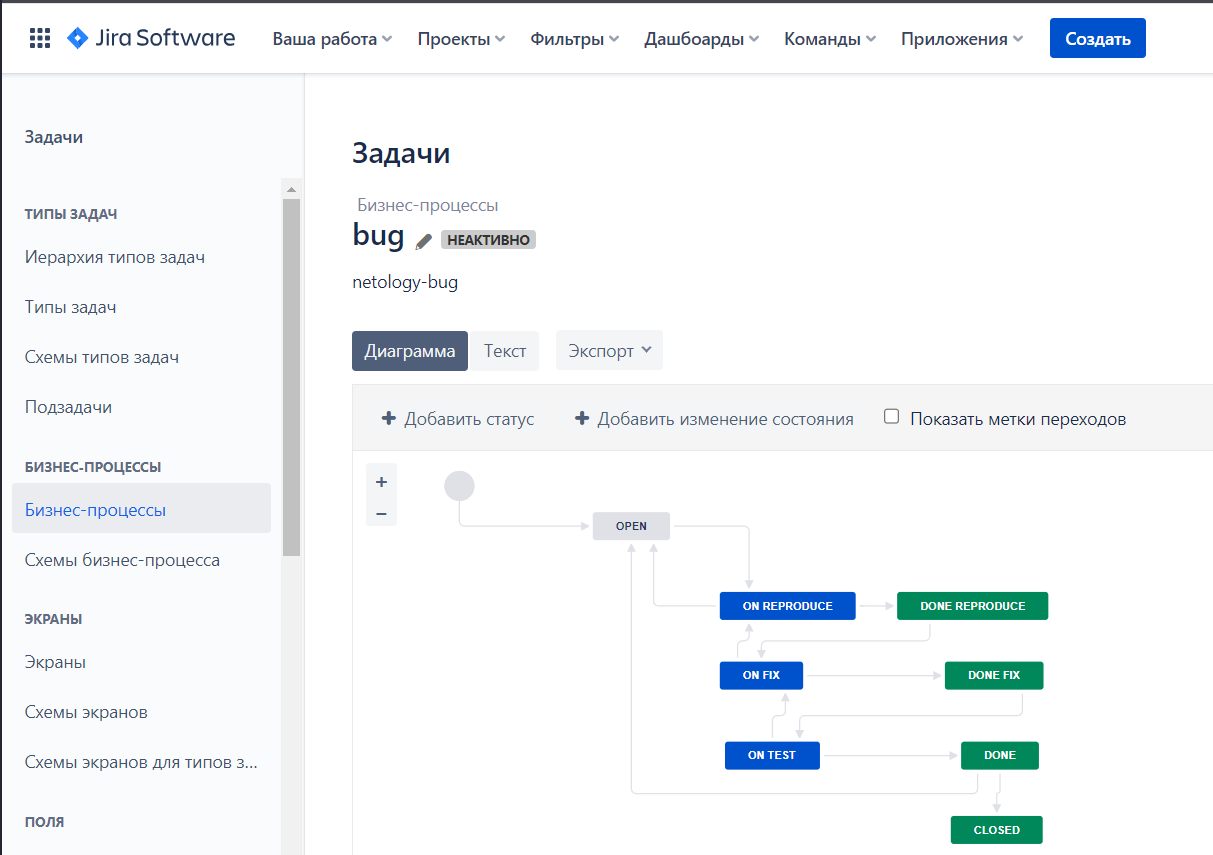 Jira Software Ваша работа Проекты Фильтры Дашборды Команды Приложения Создать
Задачи
ТИПЫ ЗАДАЧ
Иерархия типов задач
Типы задач
Схемы типов задач
Подзадачи
БИЗНЕС-ПРОЦЕССЫ
Бизнес-процессы
Схемы бизнес-процесса
ЭКРАНЫ
Экраны
Схемы экранов
Схемы экранов для типов з...
ПОЛЯ
Задачи
Бизнес-процессы
bug НЕАКТИВНО
netology-bug
Диаграмма Текст Экспорт
+ Добавить статус + Добавить изменение состояния Показать метки переходов
+
−
OPEN
ON REPRODUCE DONE REPRODUCE
ON FIX DONE FIX
ON TEST DONE
CLOSED